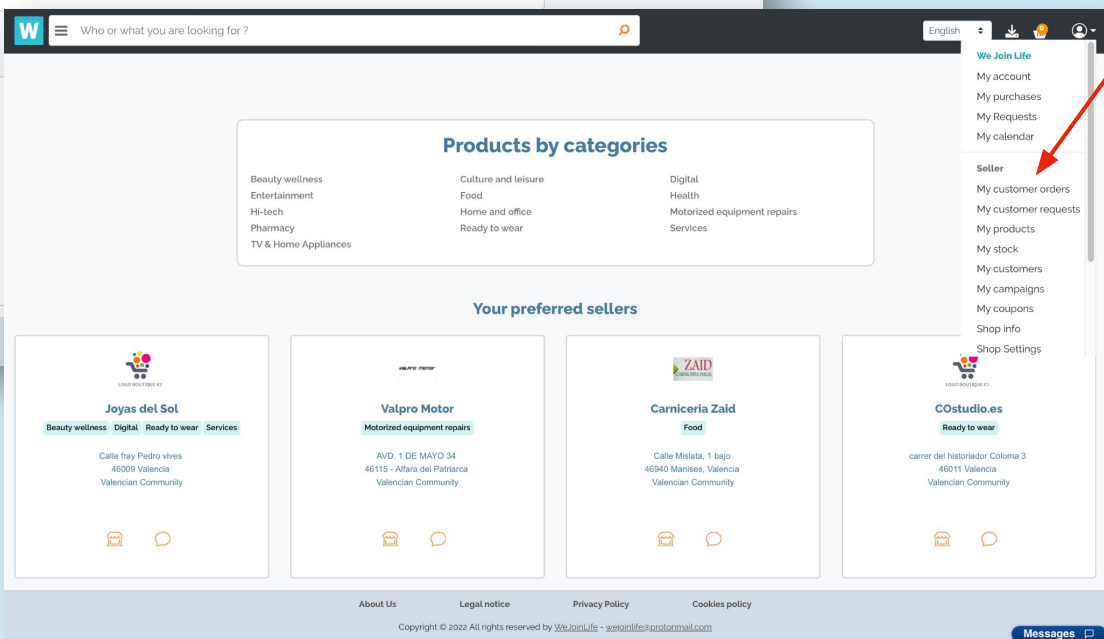 W
Who or what you are looking for ?
English
0
We Join Life
My account
My purchases
My Requests
My calendar
Seller
My customer orders
My customer requests
My products
My stock
My customers
My campaigns
My coupons
Shop info
Shop Settings
Products by categories
Beauty wellness Culture and leisure Digital
Entertainment Food Health
Hi-tech Home and office Motorized equipment repairs
Pharmacy Ready to wear Services
TV & Home Appliances
Your preferred sellers
LOGO BOUTIQUE ICI
Joyas del Sol
Beauty wellness Digital Ready to wear Services
Calle fray Pedro vives
46009 Valencia
Valencian Community
VALPRO MOTOR
Valpro Motor
Motorized equipment repairs
AVD. 1 DE MAYO 34
46115 - Alfara del Patriarca
Valencian Community
ZAID
CARNICERIA HALAL
Carniceria Zaid
Food
Calle Mislata, 1 bajo
46940 Manises, Valencia
Valencian Community
LOGO BOUTIQUE ICI
COstudio.es
Ready to wear
carrer del historiador Coloma 3
46011 Valencia
Valencian Community
About Us Legal notice Privacy Policy Cookies policy
Copyright © 2022 All rights reserved by WeJoinLife - wejoinlife@protonmail.com
Messages